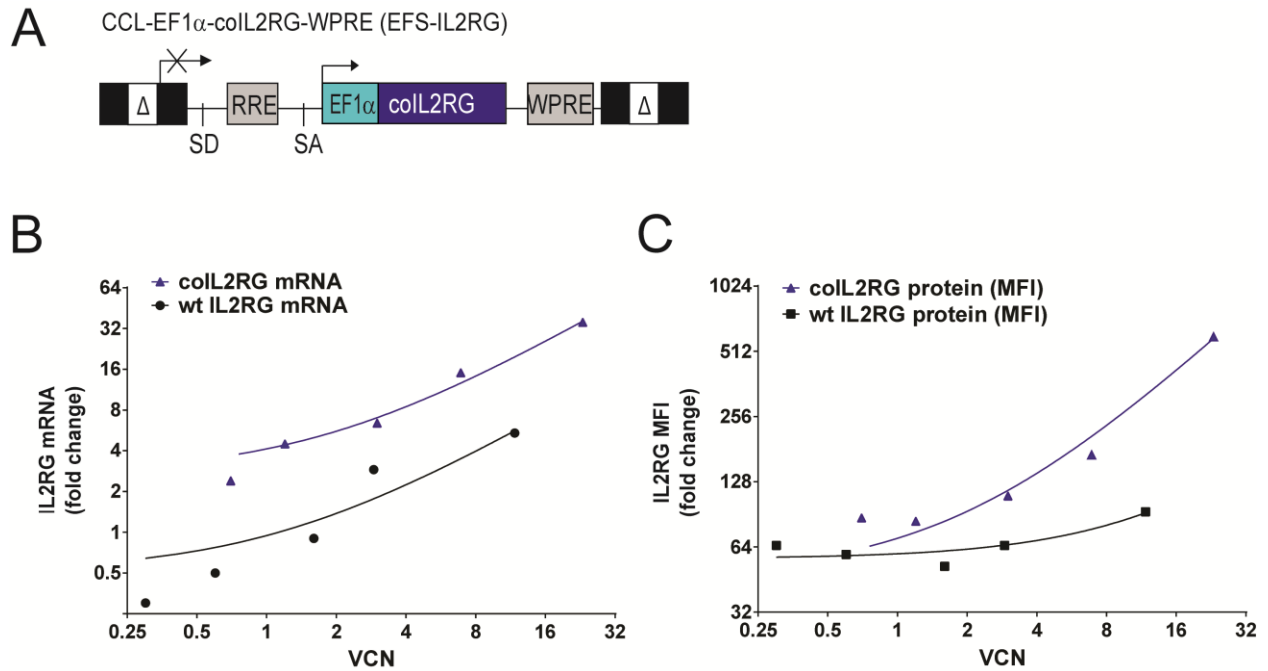 A
CCL-EF1α-coIL2RG-WPRE (EFS-IL2RG)
Δ
RRE
EF1α
coIL2RG
WPRE
Δ
SD
SA
B
coIL2RG mRNA
wt IL2RG mRNA
IL2RG mRNA
(fold change)
64
32
16
8
4
2
1
0.5
0.25
0.5
1
2
4
8
16
32
VCN
C
coIL2RG protein (MFI)
wt IL2RG protein (MFI)
IL2RG MFI
(fold change)
1024
512
256
128
64
32
0.25
0.5
1
2
4
8
16
32
VCN